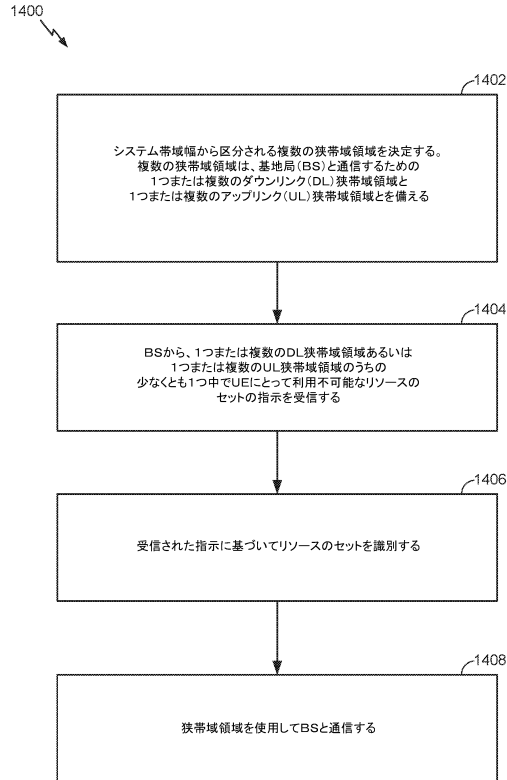 1400
1402
システム帯域幅から区分される複数の狭帯域領域を決定する。
複数の狭帯域領域は、基地局（BS）と通信するための
1つまたは複数のダウンリンク（DL）狭帯域領域と
1つまたは複数のアップリンク（UL）狭帯域領域とを備える
1404
BSから、1つまたは複数のDL狭帯域領域あるいは
1つまたは複数のUL狭帯域領域のうちの
少なくとも1つ中でUEにとって利用不可能なリソースの
セットの指示を受信する
1406
受信された指示に基づいてリソースのセットを識別する
1408
狭帯域領域を使用してBSと通信する